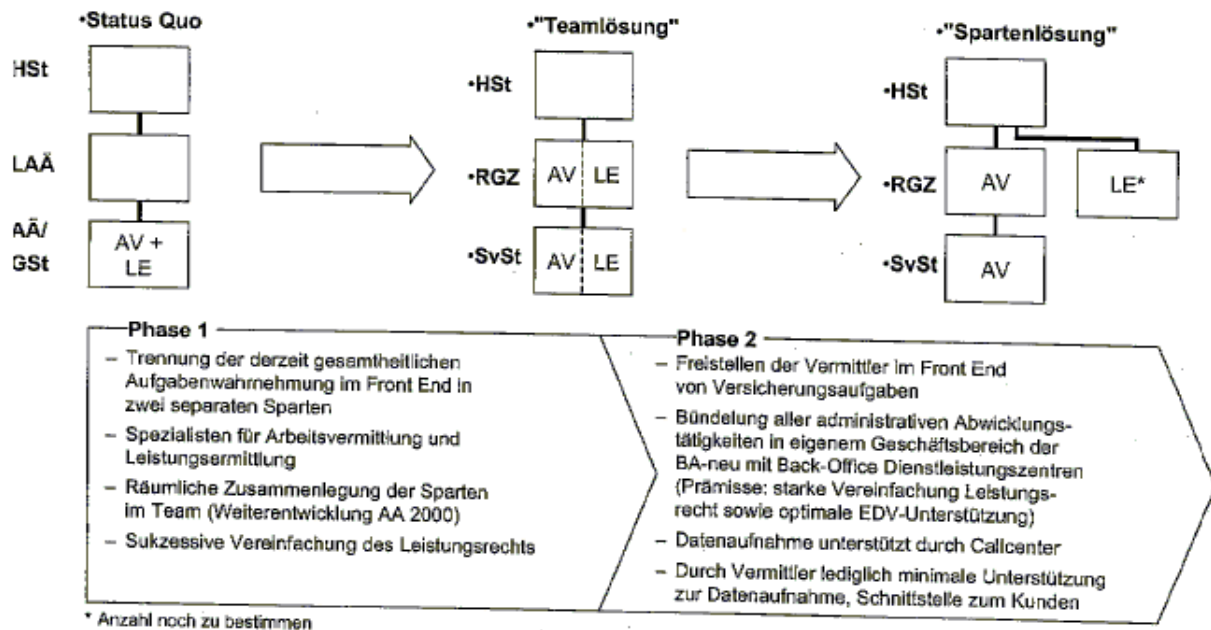 •Status Quo
HSt
LAÄ
AÄ/
GSt
AV +
LE
•"Teamlösung"
•HSt
•RGZ
AV LE
•SvSt
AV LE
•"Spartenlösung"
•HSt
•RGZ
AV
LE*
•SvSt
AV
Phase 1
– Trennung der derzeit gesamtheitlichen
Aufgabenwahrnehmung im Front End in
zwei separaten Sparten
– Spezialisten für Arbeitsvermittlung und
Leistungsermittlung
– Räumliche Zusammenlegung der Sparten
im Team (Weiterentwicklung AA 2000)
– Sukzessive Vereinfachung des Leistungsrechts
Phase 2
– Freistellen der Vermittler im Front End
von Versicherungsaufgaben
– Bündelung aller administrativen Abwicklungs-
tätigkeiten in eigenem Geschäftsbereich der
BA-neu mit Back-Office Dienstleistungszentren
(Prämisse: starke Vereinfachung Leistungs-
recht sowie optimale EDV-Unterstützung)
– Datenaufnahme unterstützt durch Callcenter
– Durch Vermittler lediglich minimale Unterstützung
zur Datenaufnahme, Schnittstelle zum Kunden
* Anzahl noch zu bestimmen